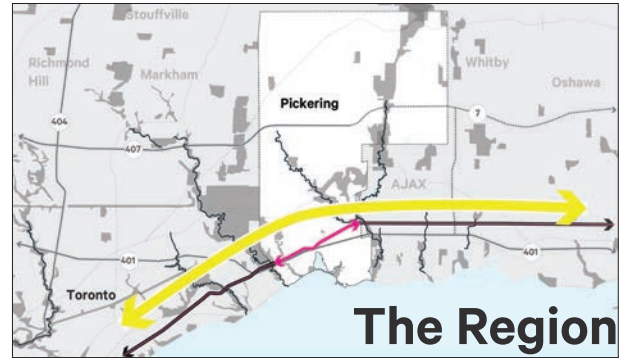 Stouffville
Richmond
Hill
Markham
Whitby
Oshawa
Pickering
404
7
407
AJAX
401
401
Toronto
The Region